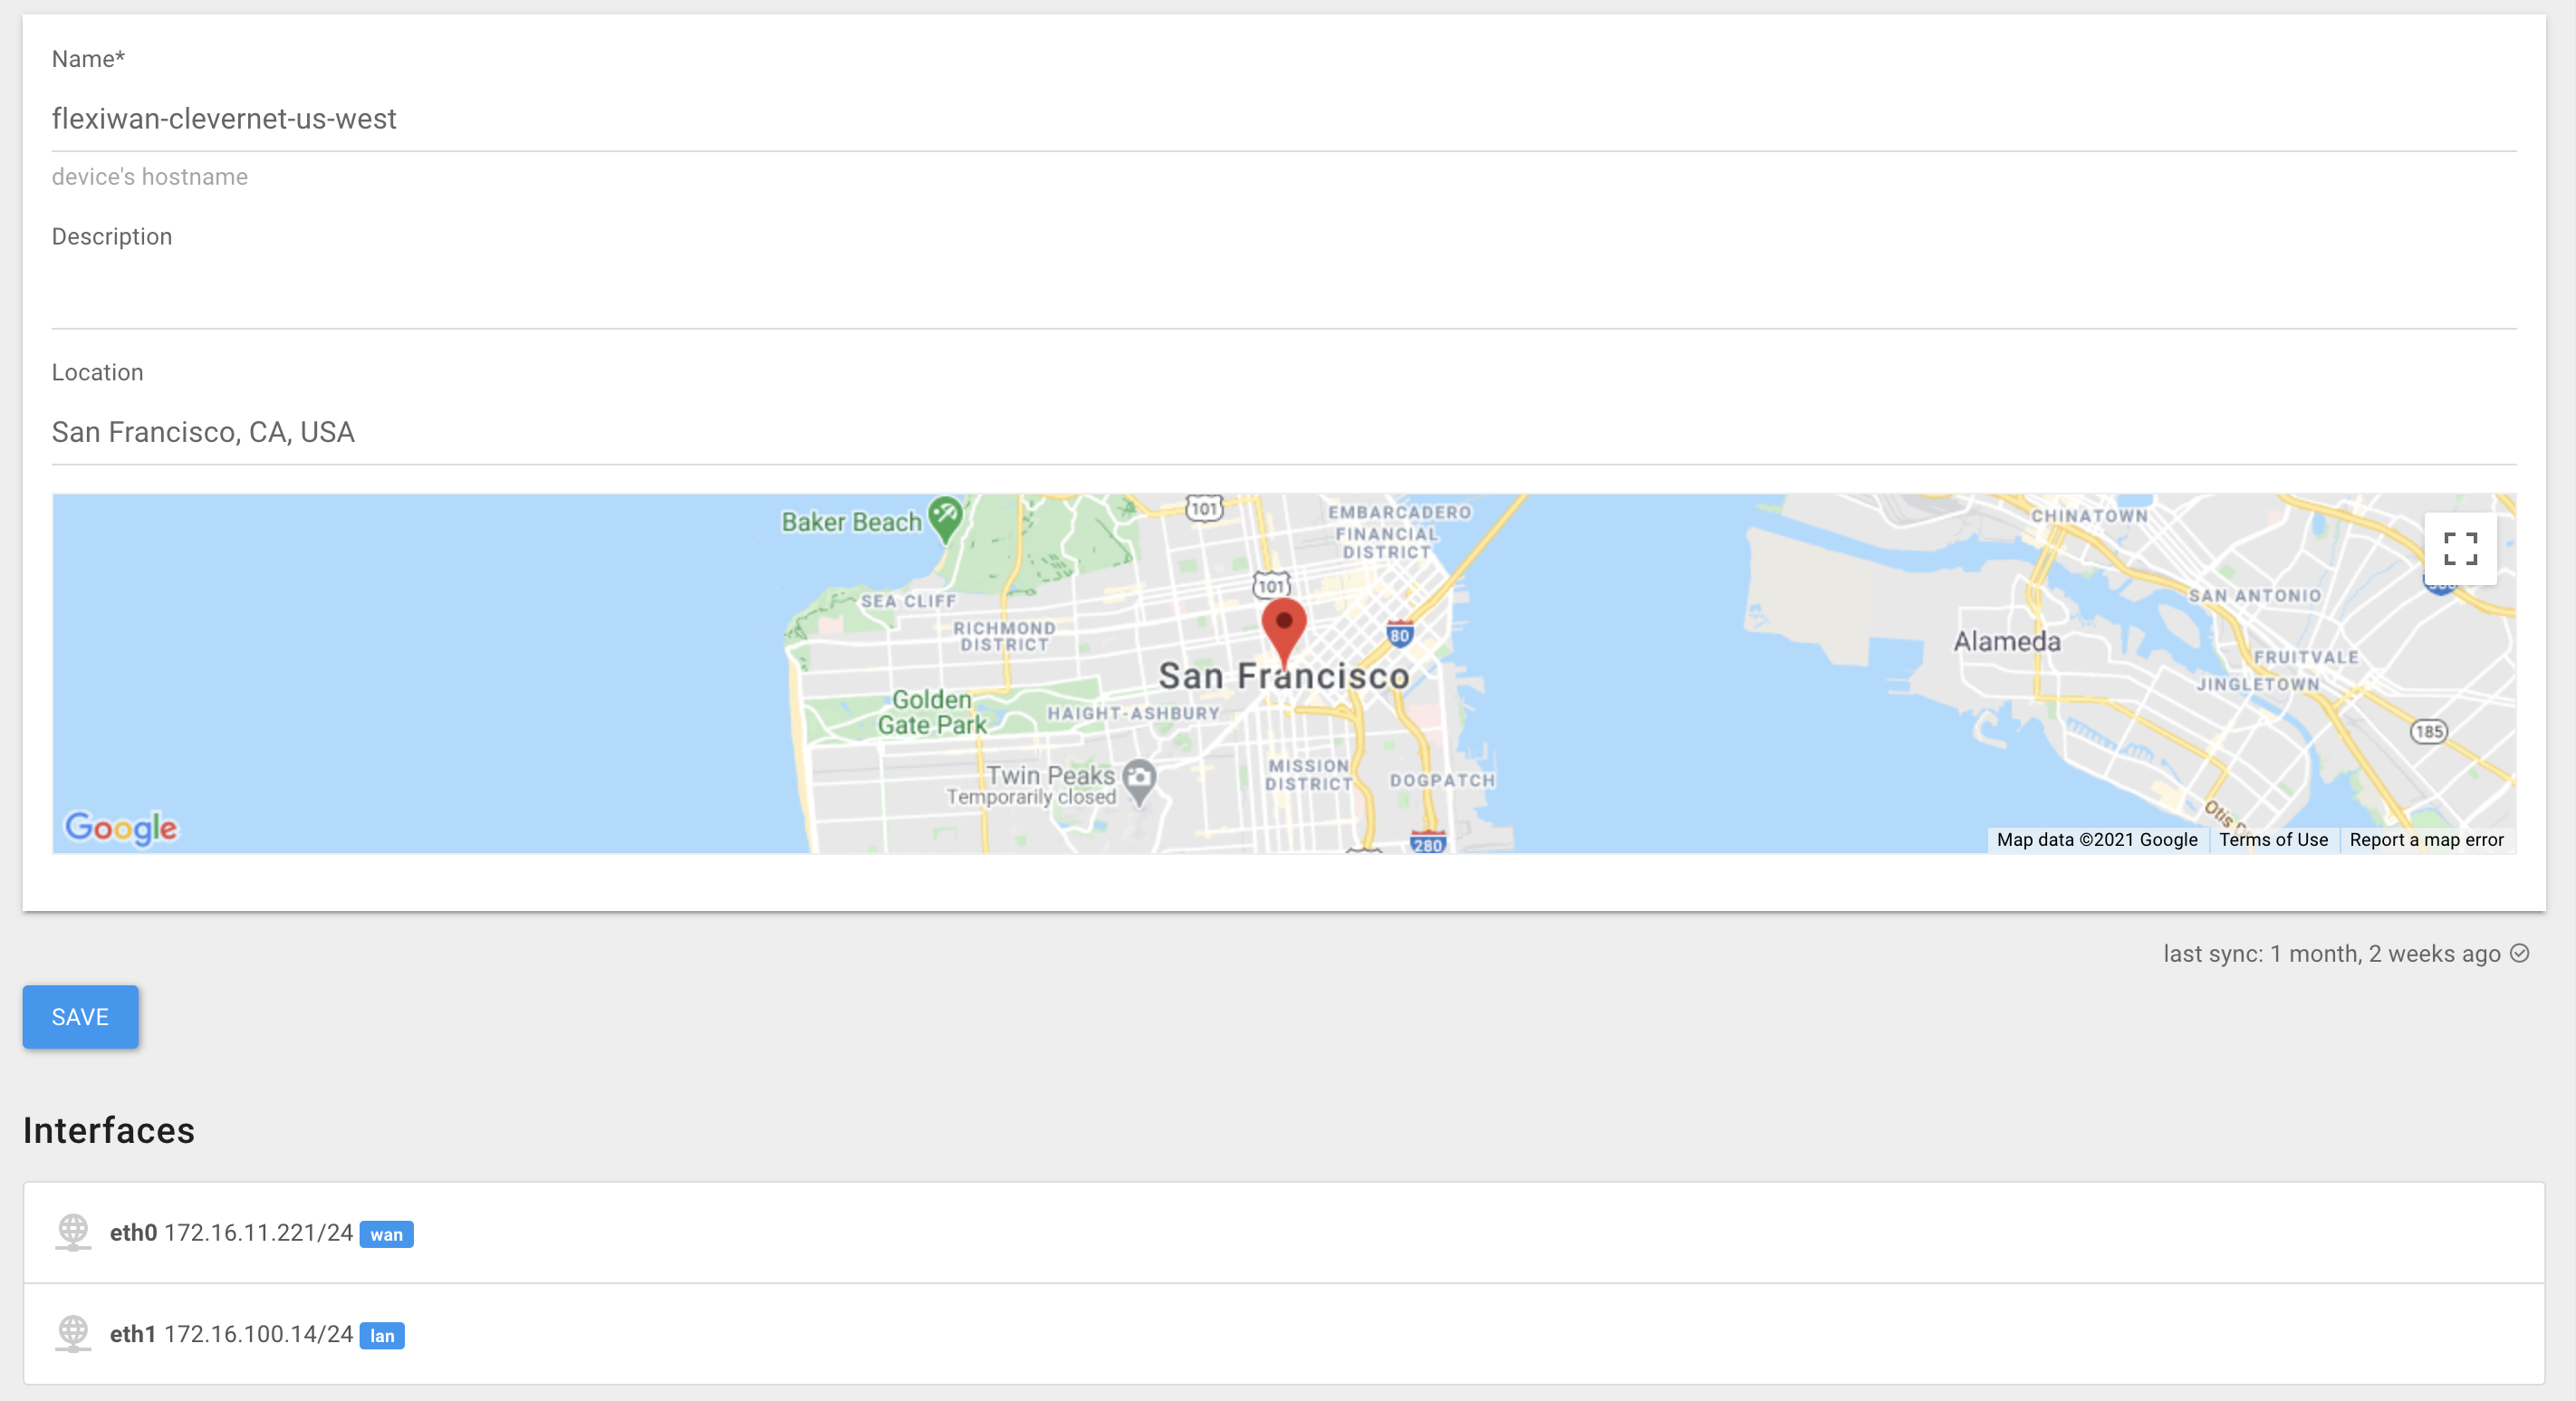 Name*
flexiwan-clevernet-us-west
device's hostname
Description
Location
San Francisco, CA, USA
Baker Beach
101
EMBARCADERO
FINANCIAL
DISTRICT
CHINATOWN
101
SEA CLIFF
SAN ANTONIO
RICHMOND
DISTRICT
80
Alameda
San Francisco
FRUITVALE
JINGLETOWN
Golden
Gate Park
HAIGHT-ASHBURY
185
Twin Peaks
Temporarily closed
MISSION
DISTRICT
DOGPATCH
Otis
280
Google
Map data ©2021 Google
Terms of Use
Report a map error
last sync: 1 month, 2 weeks ago
SAVE
Interfaces
eth0 172.16.11.221/24 wan
eth1 172.16.100.14/24 lan